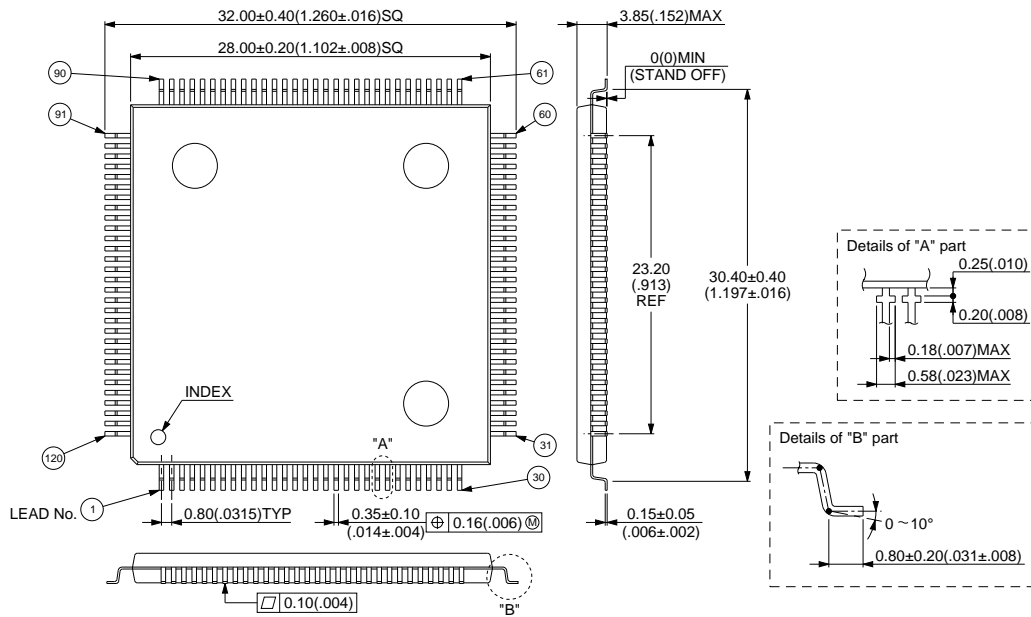 32.00±0.40(1.260±.016)SQ
3.85(.152)MAX
28.00±0.20(1.102±.008)SQ
0(0)MIN
(STAND OFF)
90
61
91
60
23.20
(.913)
REF
30.40±0.40
(1.197±.016)
Details of "A" part
0.25(.010)
0.20(.008)
0.18(.007)MAX
0.58(.023)MAX
INDEX
"A"
120
31
Details of "B" part
LEAD No.
1
30
0.80(.0315)TYP
0.35±0.10
(.014±.004)
⌖ 0.16(.006) Ⓜ
0.15±0.05
(.006±.002)
0 ~10°
0.80±0.20(.031±.008)
"B"
▱ 0.10(.004)